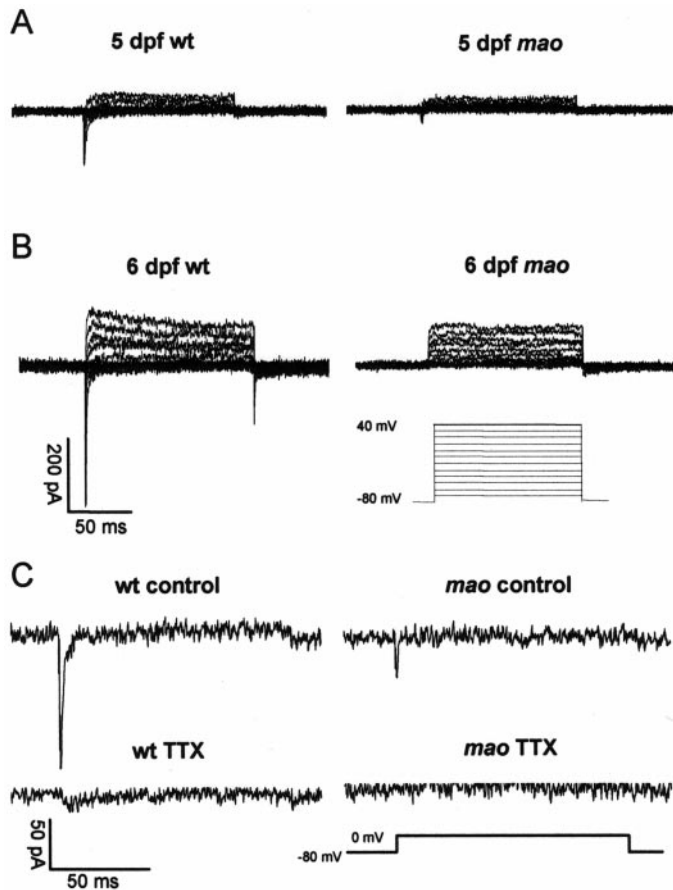 A
5 dpf wt
5 dpf mao
B
6 dpf wt
6 dpf mao
200 pA
50 ms
40 mV
-80 mV
C
wt control
mao control
wt TTX
mao TTX
50 pA
50 ms
0 mV
-80 mV